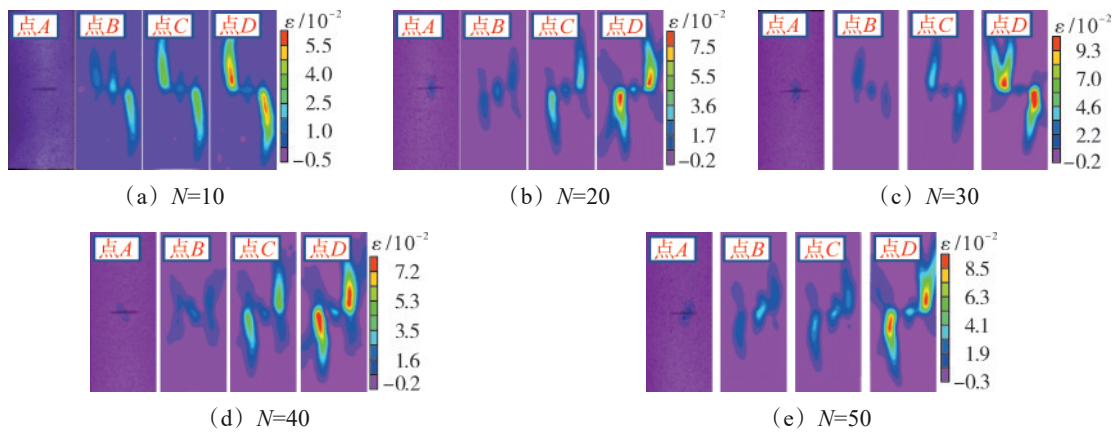 点A 点B 点C 点D ε/10⁻²
5.5
4.0
2.5
1.0
−0.5
(a) N=10
点A 点B 点C 点D ε/10⁻²
7.5
5.5
3.6
1.7
−0.2
(b) N=20
点A 点B 点C 点D ε/10⁻²
9.3
7.0
4.6
2.2
−0.2
(c) N=30
点A 点B 点C 点D ε/10⁻²
7.2
5.3
3.5
1.6
−0.2
(d) N=40
点A 点B 点C 点D ε/10⁻²
8.5
6.3
4.1
1.9
−0.3
(e) N=50